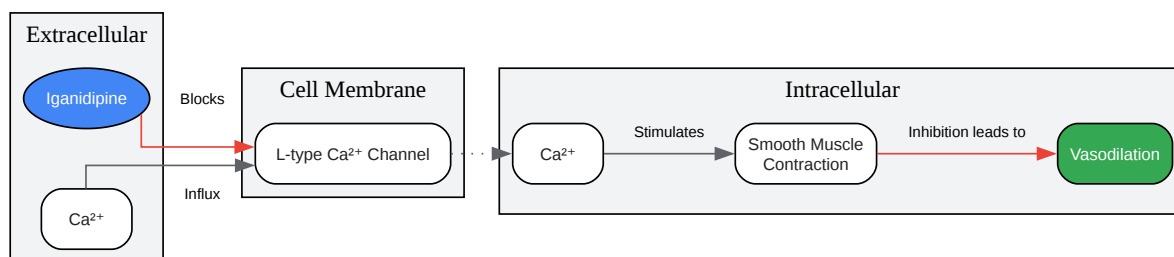 Extracellular
Iganidipine
Ca²⁺
Blocks
Influx
Cell Membrane
L-type Ca²⁺ Channel
Intracellular
Ca²⁺
Stimulates
Smooth Muscle
Contraction
Inhibition leads to
Vasodilation